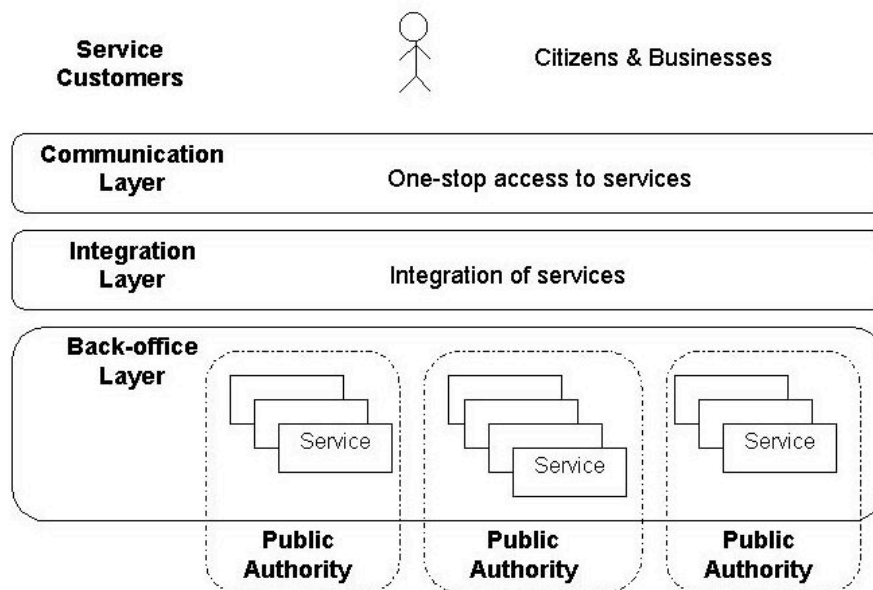 Service
Customers
Citizens & Businesses
Communication
Layer
One-stop access to services
Integration
Layer
Integration of services
Back-office
Layer
Service
Service
Service
Public
Authority
Public
Authority
Public
Authority